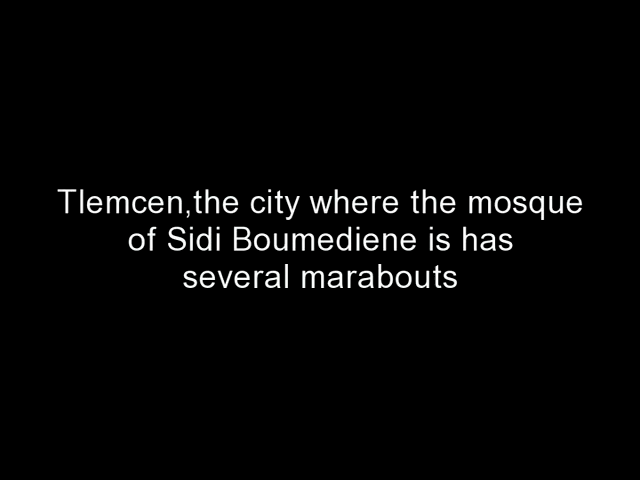 Tlemcen,the city where the mosque
of Sidi Boumediene is has
several marabouts